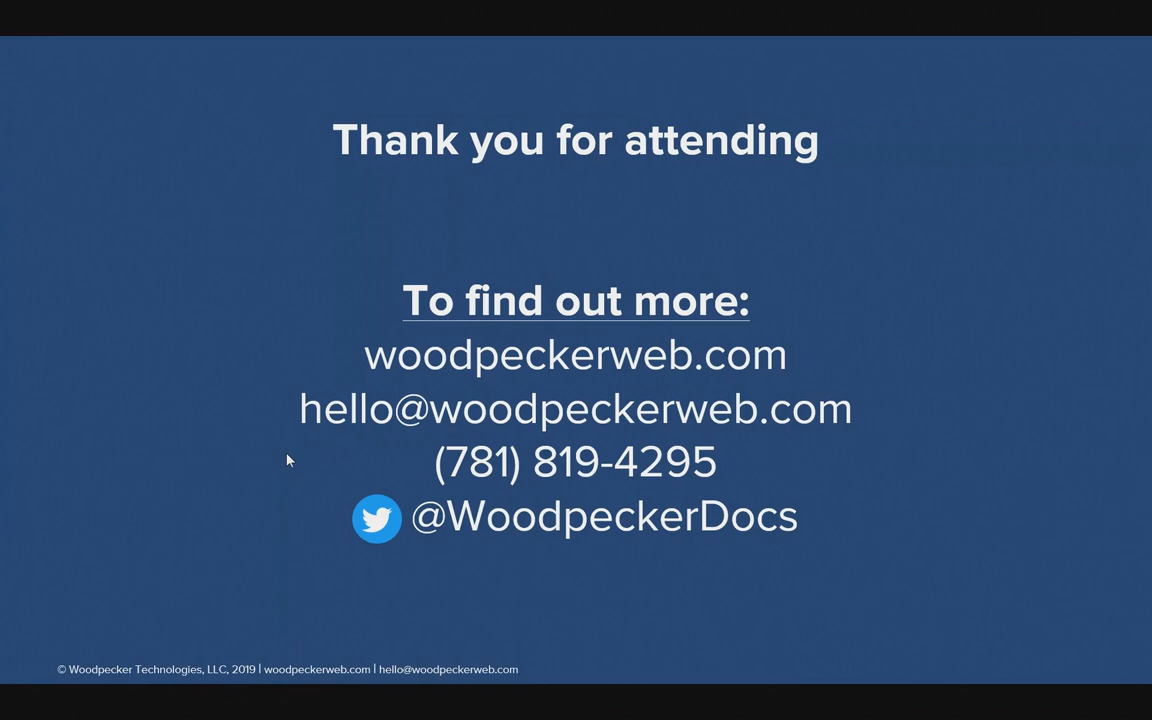 Thank you for attending
To find out more:
woodpeckerweb.com
hello@woodpeckerweb.com
(781) 819-4295
@WoodpeckerDocs
© Woodpecker Technologies, LLC, 2019 | woodpeckerweb.com | hello@woodpeckerweb.com